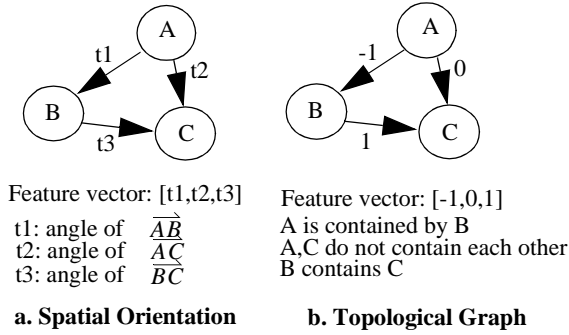 A
t1
t2
B
C
t3
Feature vector: [t1,t2,t3]
t1: angle of AB
t2: angle of AC
t3: angle of BC
a. Spatial Orientation
A
-1
0
B
C
1
Feature vector: [-1,0,1]
A is contained by B
A,C do not contain each other
B contains C
b. Topological Graph